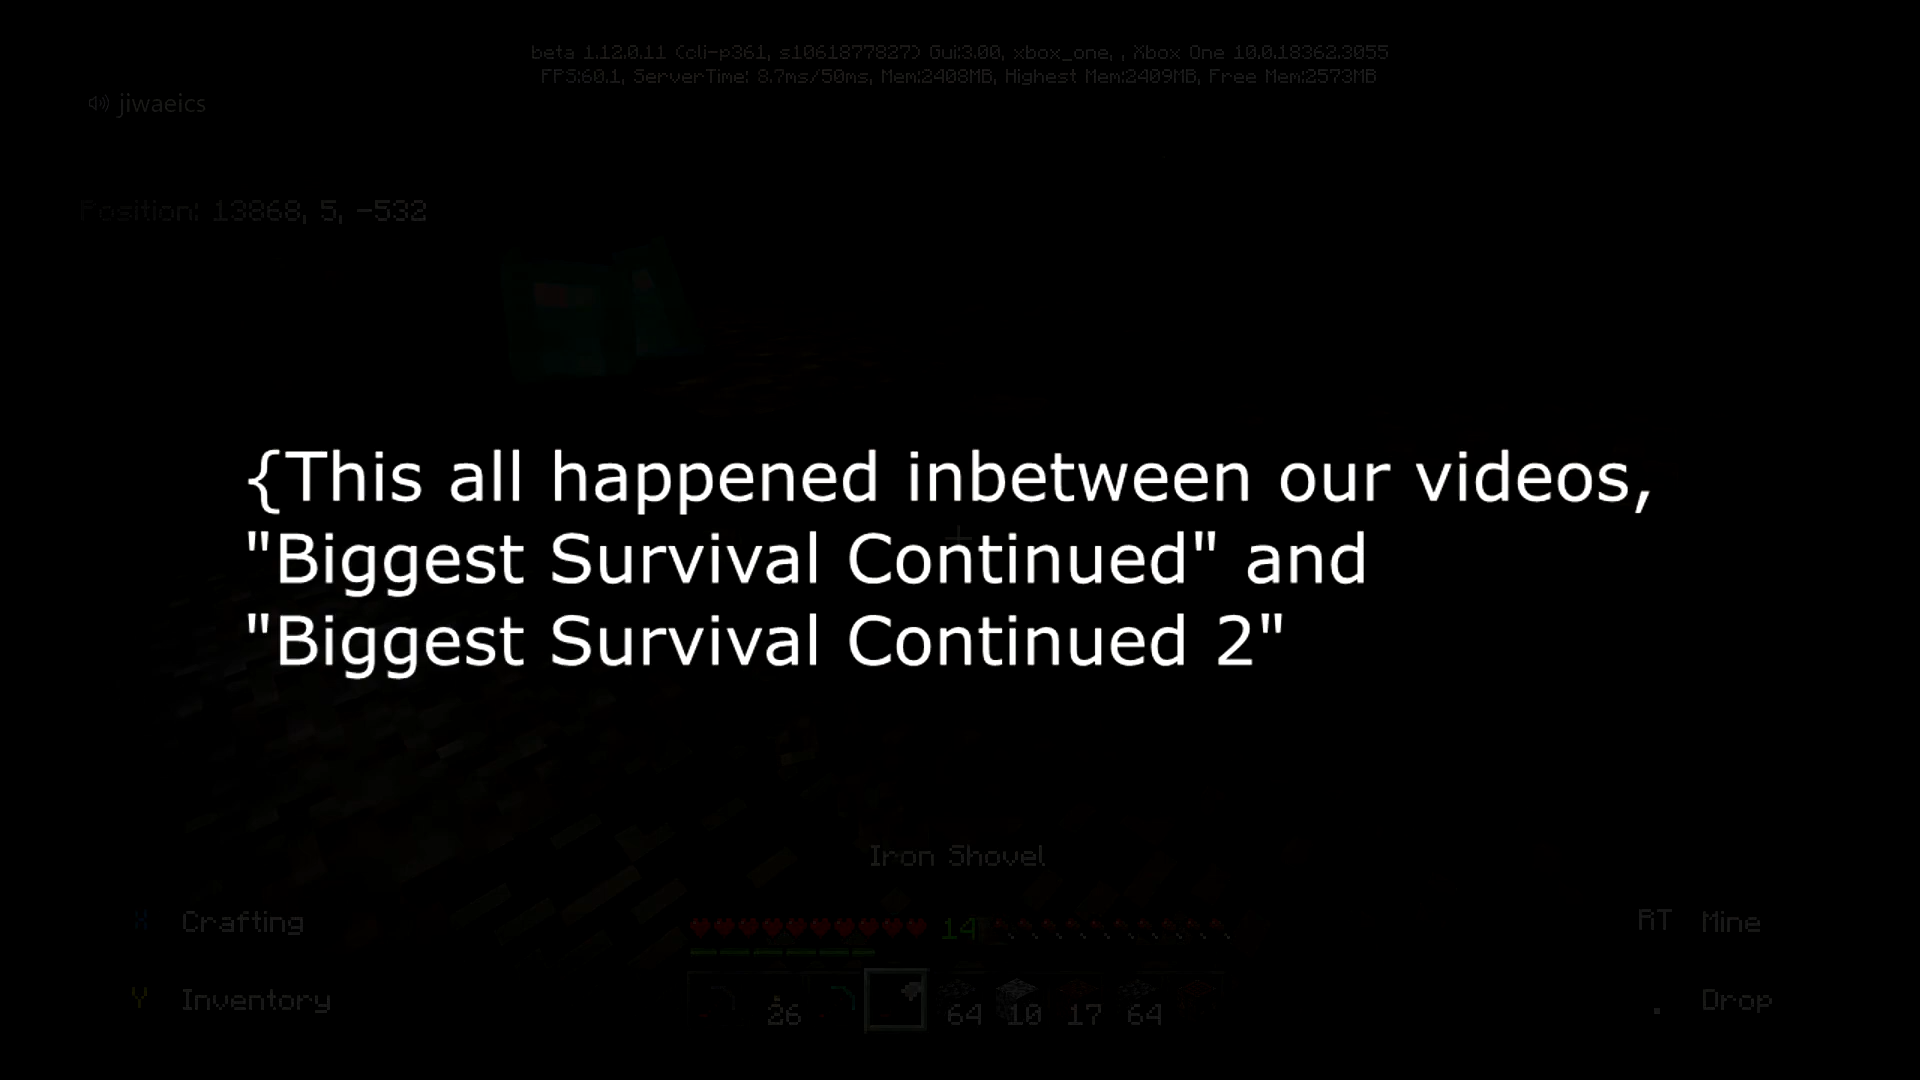 beta 1.12.0.11 (cli-p361, s1061877827) Gui:3.00, xbox_one, , Xbox One 10.0.18362.3055
FPS:60.1, ServerTime: 8.7ms/50ms, Mem:2408MB, Highest Mem:2409MB, Free Mem:2573MB
jiwaeics
Position: 13868, 5, -532
{This all happened inbetween our videos,
"Biggest Survival Continued" and
"Biggest Survival Continued 2"
Iron Shovel
X Crafting
14
RT Mine
Y Inventory
26 64 10 17 64
Drop